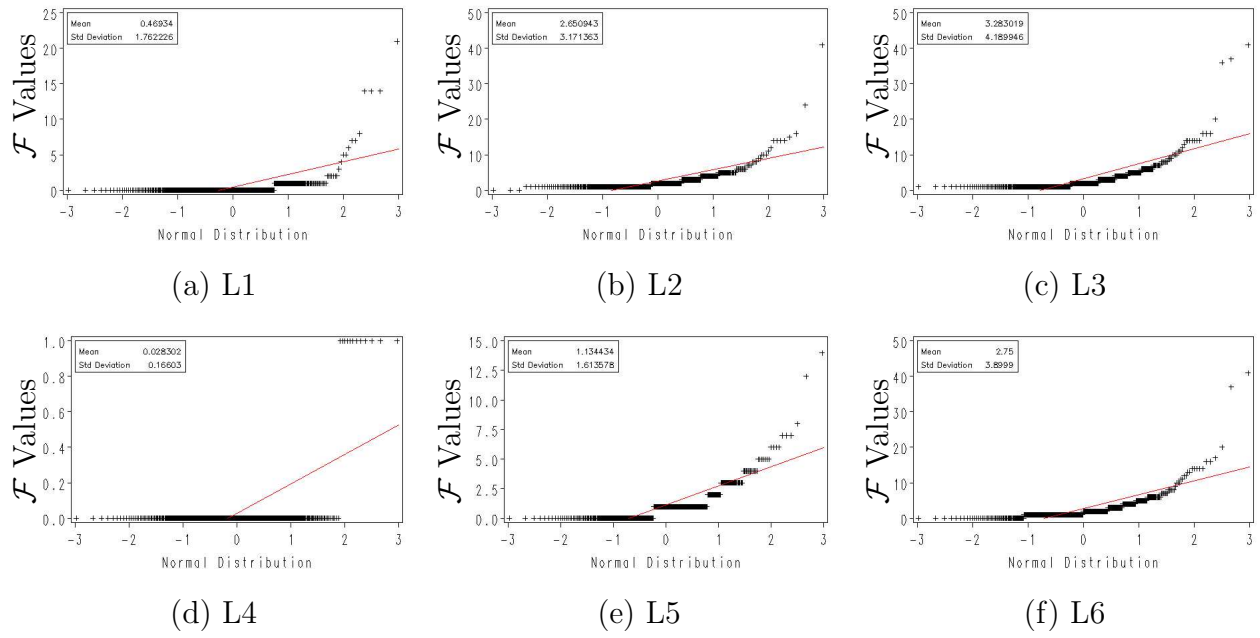 25
20
15
10
5
0
Mean 0.46934
Std Deviation 1.762226
ℱ Values
-3 -2 -1 0 1 2 3
Normal Distribution
(a) L1
50
40
30
20
10
0
Mean 2.650943
Std Deviation 3.171363
ℱ Values
-3 -2 -1 0 1 2 3
Normal Distribution
(b) L2
50
40
30
20
10
0
Mean 3.283019
Std Deviation 4.189946
ℱ Values
-3 -2 -1 0 1 2 3
Normal Distribution
(c) L3
1.0
0.8
0.6
0.4
0.2
0.0
Mean 0.028302
Std Deviation 0.16603
ℱ Values
-3 -2 -1 0 1 2 3
Normal Distribution
(d) L4
15.0
12.5
10.0
7.5
5.0
2.5
0.0
Mean 1.134434
Std Deviation 1.613578
ℱ Values
-3 -2 -1 0 1 2 3
Normal Distribution
(e) L5
50
40
30
20
10
0
Mean 2.75
Std Deviation 3.8999
ℱ Values
-3 -2 -1 0 1 2 3
Normal Distribution
(f) L6